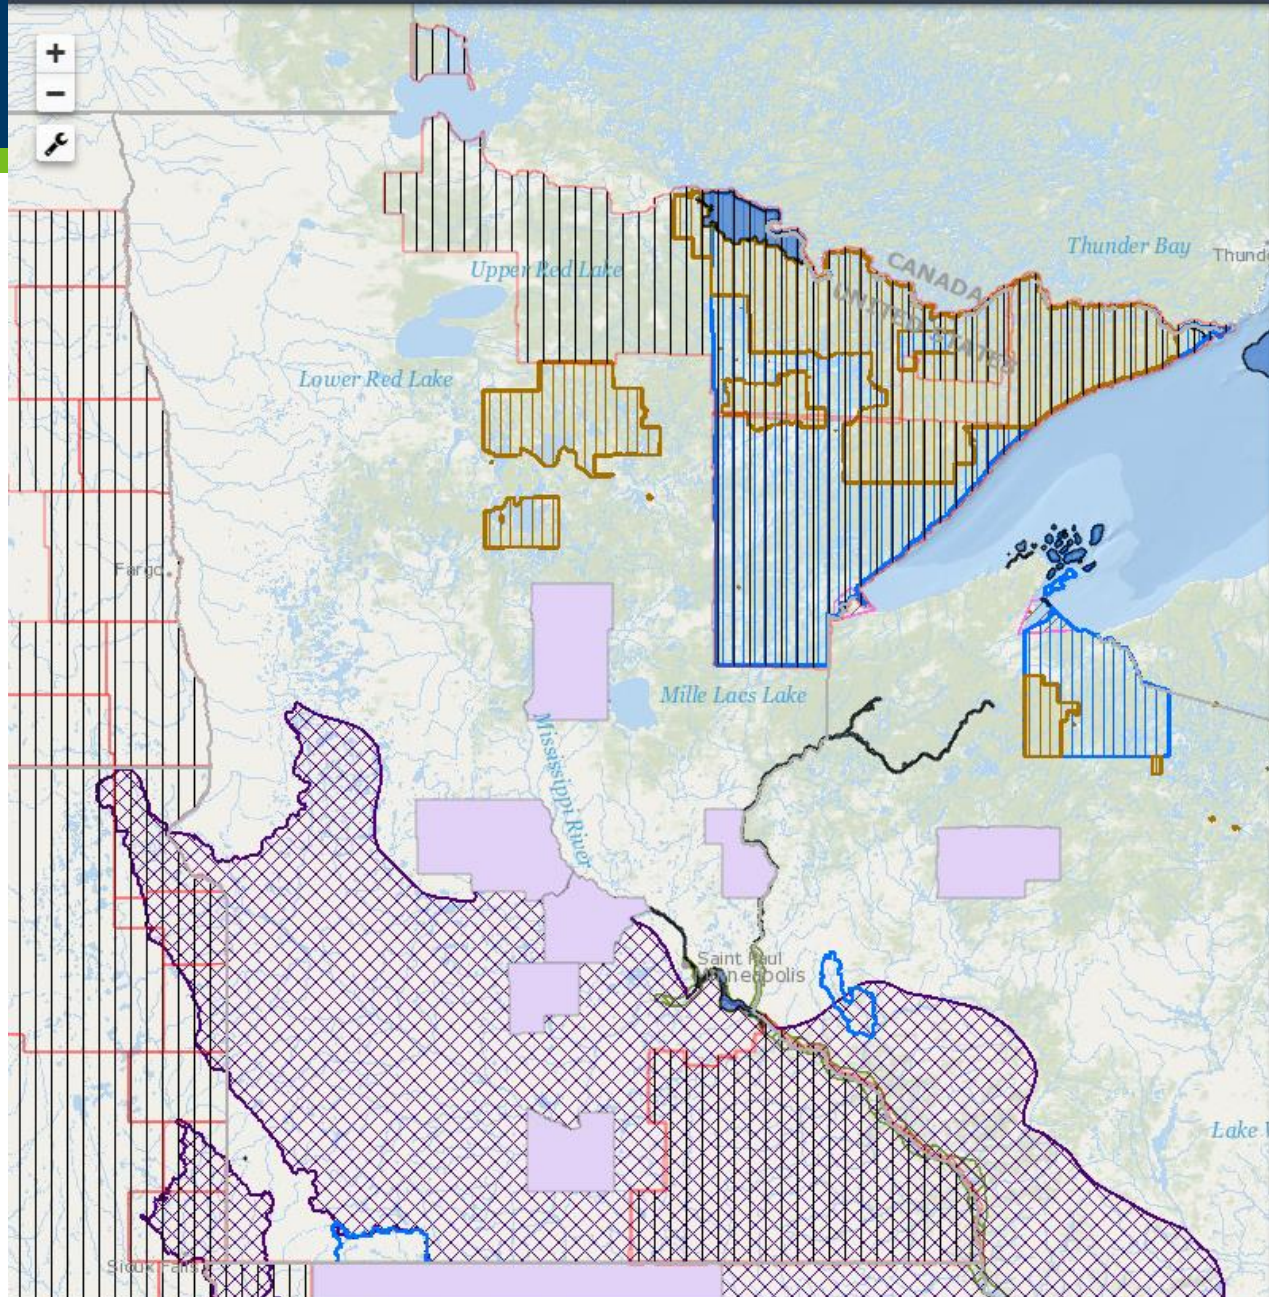 +
−
Thunder Bay
Thund
CANADA
UNITED STATES
Upper Red Lake
Lower Red Lake
Fargo
Mille Lacs Lake
Mississippi River
Saint Paul
Minneapolis
Lake
Sioux Falls